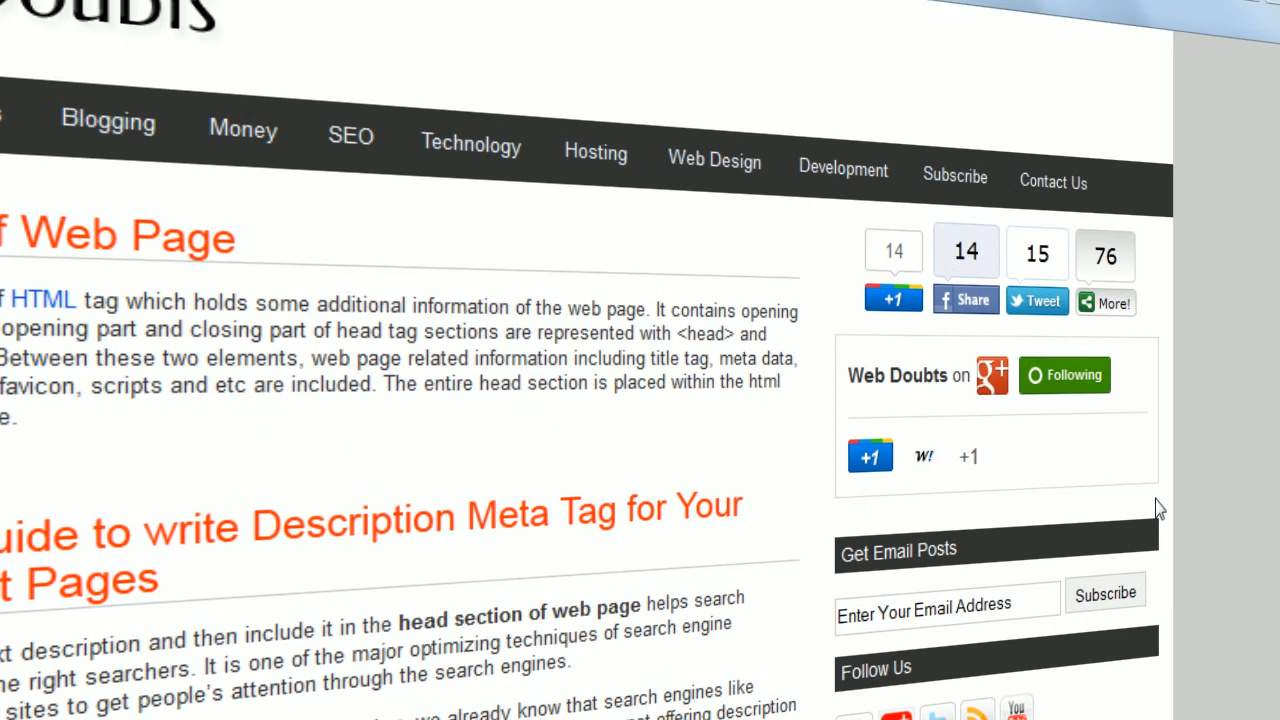 Doubts
s Blogging Money SEO Technology Hosting Web Design Development Subscribe Contact Us
f Web Page
f HTML tag which holds some additional information of the web page. It contains opening
opening part and closing part of head tag sections are represented with <head> and
Between these two elements, web page related information including title tag, meta data,
favicon, scripts and etc are included. The entire head section is placed within the html
e.
uide to write Description Meta Tag for Your
t Pages
xt description and then include it in the head section of web page helps search
he right searchers. It is one of the major optimizing techniques of search engine
sites to get people's attention through the search engines.
we already know that search engines like
not offering description
14 14 15 76
+1 Share Tweet More!
Web Doubts on g+ Following
+1 W! +1
Get Email Posts
Enter Your Email Address Subscribe
Follow Us
You